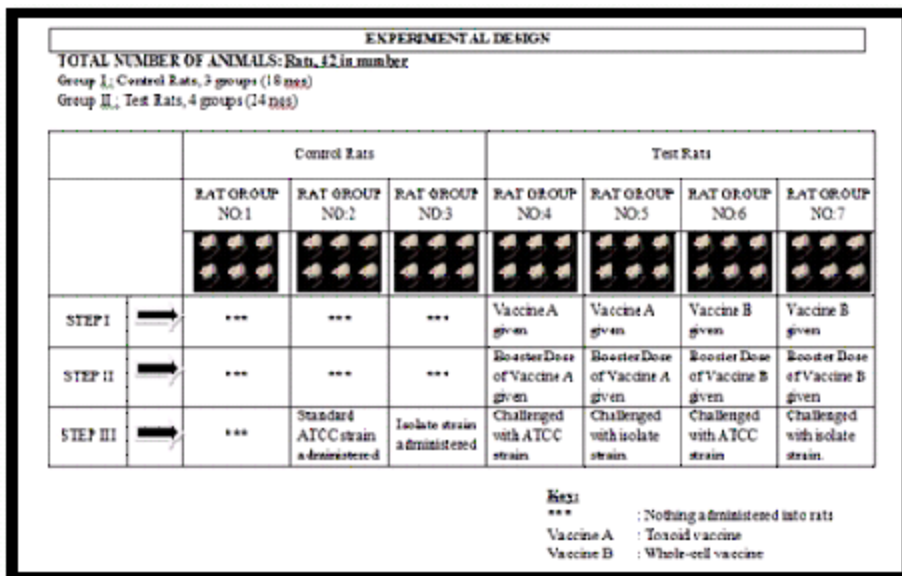 EXPERIMENTAL DESIGN
TOTAL NUMBER OF ANIMALS: Rats, 42 in number
Group I : Control Rats, 3 groups (18 nos)
Group II : Test Rats, 4 groups (24 nos)
Control Rats Test Rats
RAT GROUP RAT GROUP RAT GROUP RAT GROUP RAT GROUP RAT GROUP RAT GROUP
NO:1 NO:2 NO:3 NO:4 NO:5 NO:6 NO:7
STEP I *** *** *** Vaccine A given Vaccine A given Vaccine B given Vaccine B given
STEP II *** *** *** Booster Dose of Vaccine A given Booster Dose of Vaccine A given Booster Dose of Vaccine B given Booster Dose of Vaccine B given
STEP III *** Standard ATCC strain administered Isolate strain administered Challenged with ATCC strain Challenged with isolate strain. Challenged with ATCC strain Challenged with isolate strain.
Key:
*** : Nothing administered into rats
Vaccine A : Toxoid vaccine
Vaccine B : Whole-cell vaccine